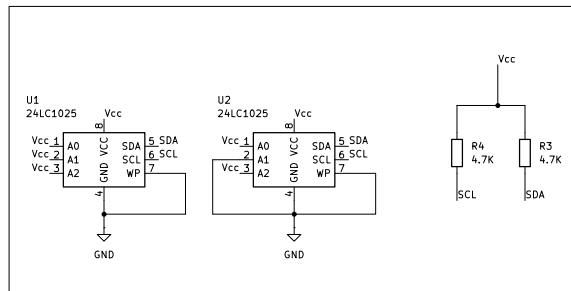 U1
24LC1025
Vcc
8
Vcc 1 A0 VCC SDA 5 SDA
Vcc 2 A1 SCL 6 SCL
Vcc 3 A2 GND WP 7
4
GND
U2
24LC1025
Vcc
8
Vcc 1 A0 VCC SDA 5 SDA
2 A1 SCL 6 SCL
Vcc 3 A2 GND WP 7
4
GND
Vcc
R4
4.7K
R3
4.7K
SCL
SDA